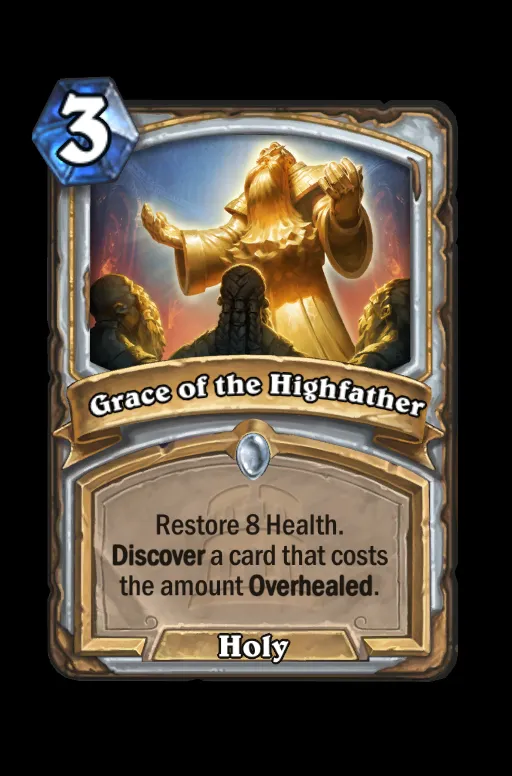 3
Grace of the Highfather
Restore 8 Health.
Discover a card that costs
the amount Overhealed.
Holy